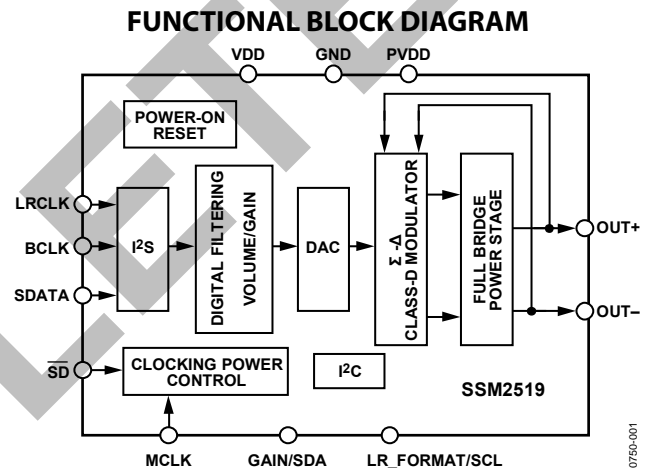 FUNCTIONAL BLOCK DIAGRAM
VDD GND PVDD
POWER-ON
RESET
LRCLK
BCLK
SDATA
I2S
DIGITAL FILTERING
VOLUME/GAIN
DAC
Σ-Δ
CLASS-D MODULATOR
FULL BRIDGE
POWER STAGE
OUT+
OUT–
SD
CLOCKING POWER
CONTROL
I2C
SSM2519
MCLK GAIN/SDA LR_FORMAT/SCL
0750-001
LETE